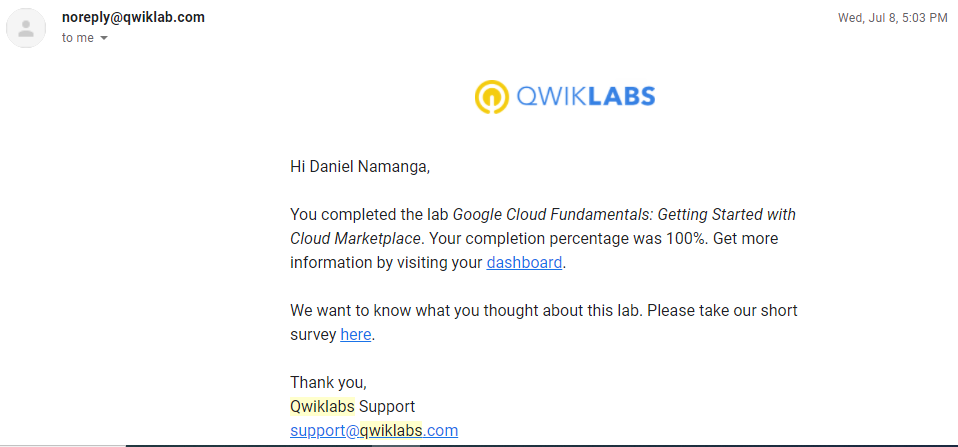 noreply@qwiklab.com
Wed, Jul 8, 5:03 PM
to me
QWIKLABS
Hi Daniel Namanga,
You completed the lab Google Cloud Fundamentals: Getting Started with
Cloud Marketplace. Your completion percentage was 100%. Get more
information by visiting your dashboard.
We want to know what you thought about this lab. Please take our short
survey here.
Thank you,
Qwiklabs Support
support@qwiklabs.com